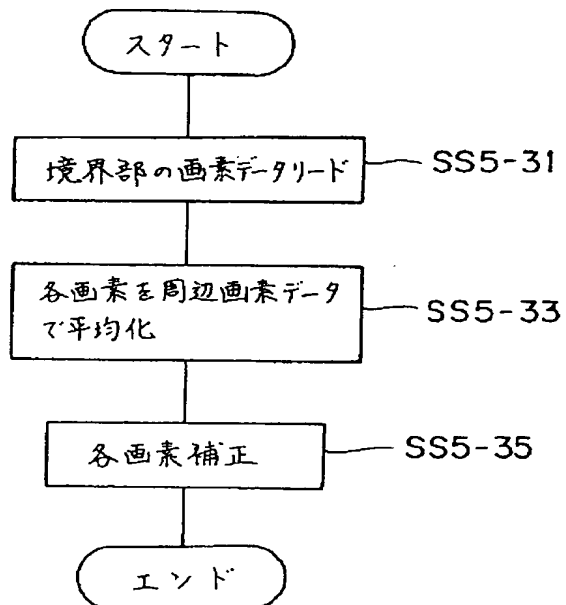 スタート
境界部の画素データリード
SS5-31
各画素を周辺画素データ
で平均化
SS5-33
各画素補正
SS5-35
エンド